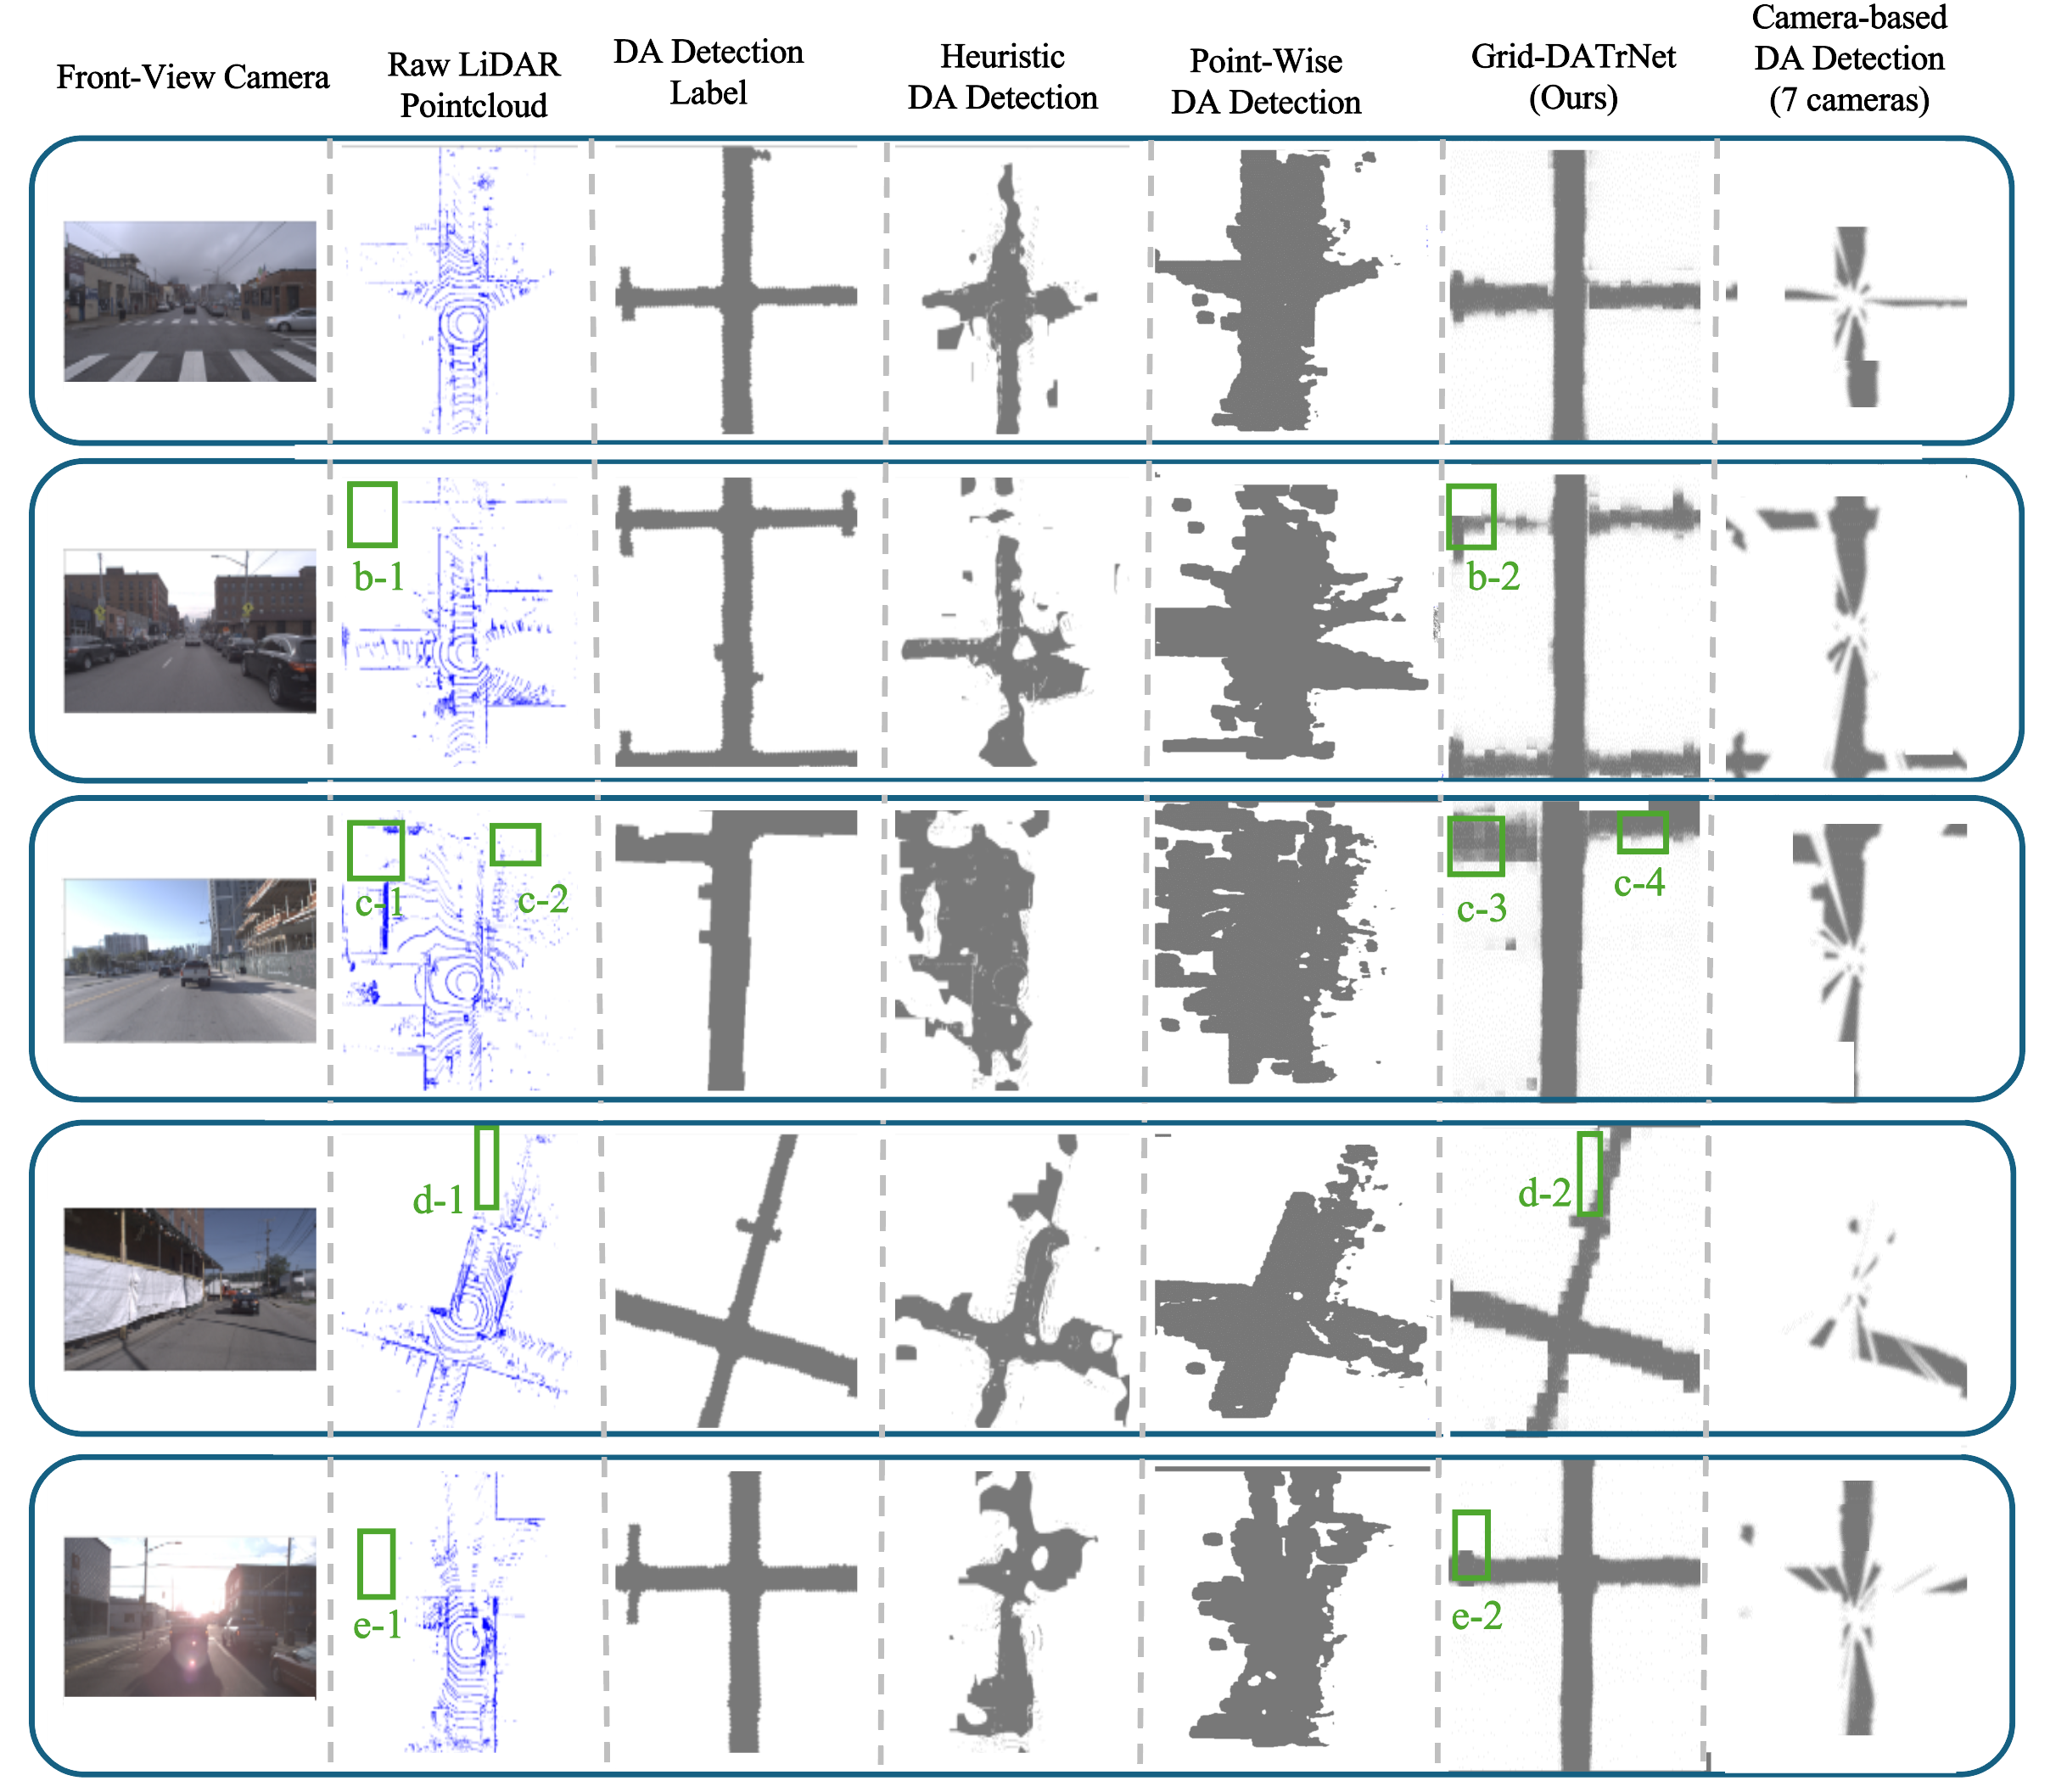 Front-View Camera
Raw LiDAR
Pointcloud
DA Detection
Label
Heuristic
DA Detection
Point-Wise
DA Detection
Grid-DATrNet
(Ours)
Camera-based
DA Detection
(7 cameras)
b-1
b-2
c-1
c-2
c-3
c-4
d-1
d-2
e-1
e-2